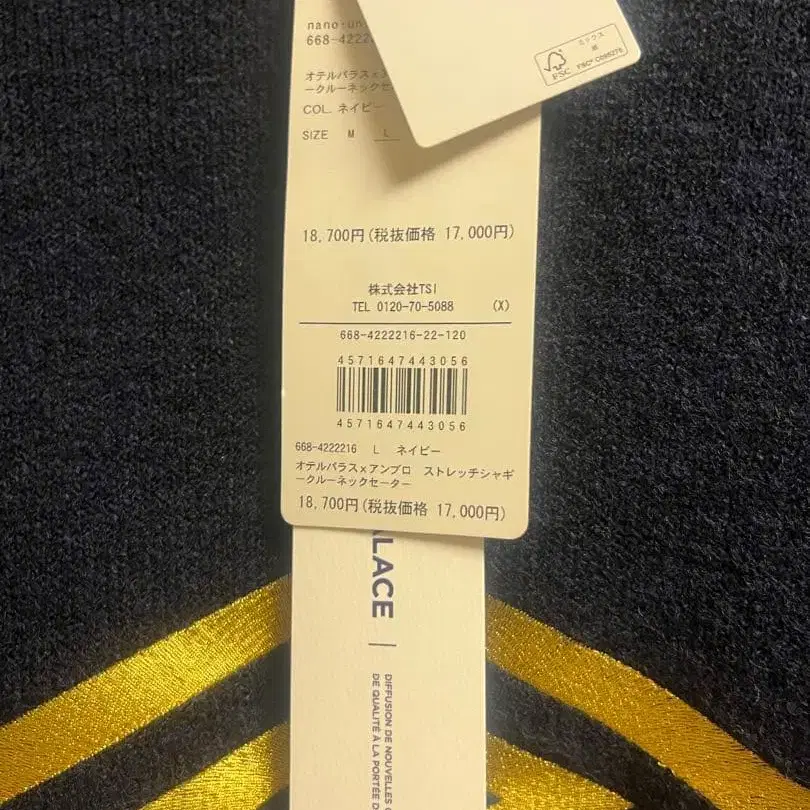 nano・un
668-4222
オテルパラスx
ークルーネックセ
COL. ネイビー
SIZE M L
ミックス
紙
FSC
FSC®
18,700円(税抜価格 17,000円)
株式会社TSI
TEL 0120-70-5088 (X)
668-4222216-22-120
4571647443056
4571647443056
668-4222216 L ネイビー
オテルパラスxアンブロ ストレッチシャギ
ークルーネックセーター
18,700円(税抜価格 17,000円)
ALACE
DIFFUSION DE NOUVELLES
DE QUALITÉ À LA PORTÉE D